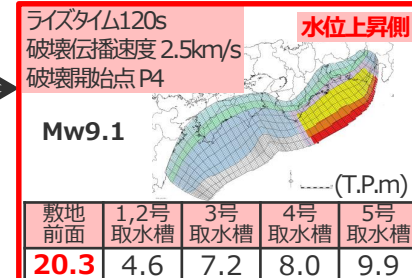 ライズタイム120s
水位上昇側
破壊伝播速度 2.5km/s
破壊開始点 P4
Mw9.1
(T.P.m)
敷地前面 1,2号取水槽 3号取水槽 4号取水槽 5号取水槽
20.3 4.6 7.2 8.0 9.9